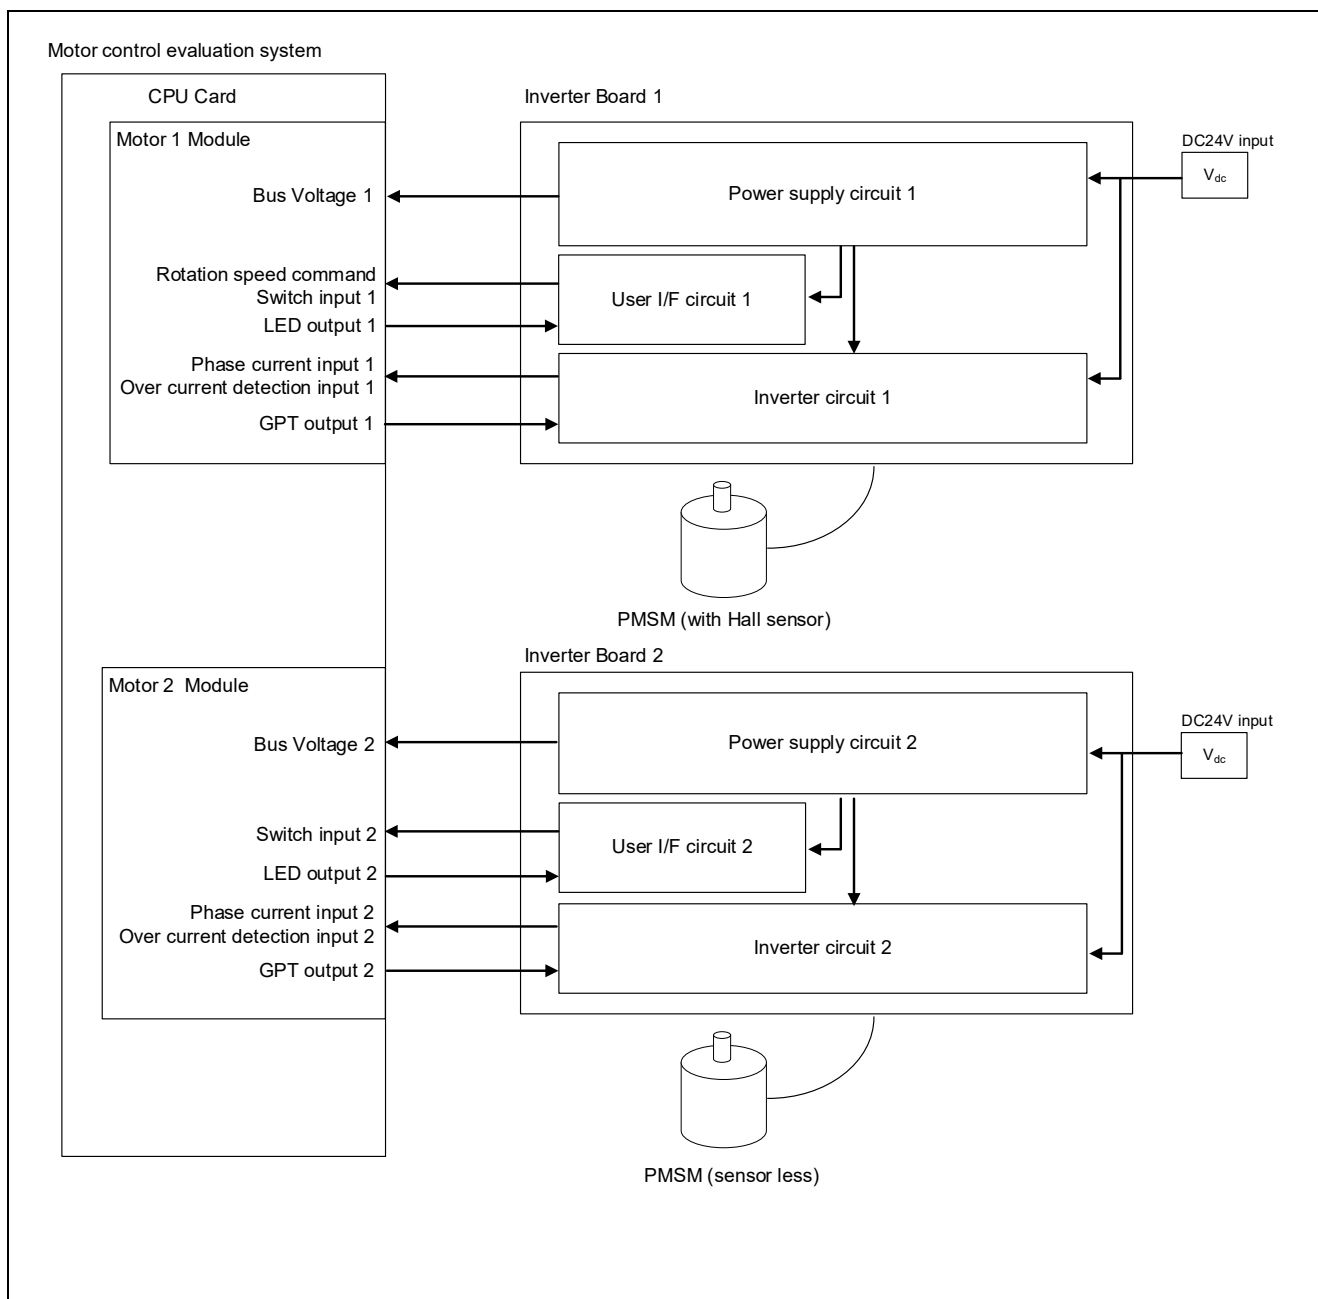 Motor control evaluation system
CPU Card
Inverter Board 1
Motor 1 Module
DC24V input
Vdc
Bus Voltage 1
Power supply circuit 1
Rotation speed command
Switch input 1
User I/F circuit 1
LED output 1
Phase current input 1
Over current detection input 1
Inverter circuit 1
GPT output 1
PMSM (with Hall sensor)
Inverter Board 2
Motor 2  Module
DC24V input
Vdc
Bus Voltage 2
Power supply circuit 2
Switch input 2
User I/F circuit 2
LED output 2
Phase current input 2
Over current detection input 2
Inverter circuit 2
GPT output 2
PMSM (sensor less)